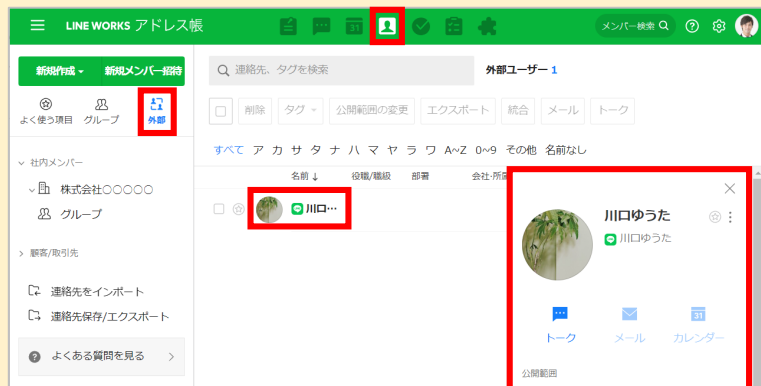 LINE WORKS アドレス帳
31
メンバー検索
新規作成 新規メンバー招待
よく使う項目 グループ 外部
社内メンバー
株式会社○○○○○
グループ
顧客/取引先
連絡先をインポート
連絡先保存/エクスポート
よくある質問を見る
連絡先、タグを検索
外部ユーザー 1
削除 タグ 公開範囲の変更 エクスポート 統合 メール トーク
すべて ア カ サ タ ナ ハ マ ヤ ラ ワ A~Z 0~9 その他 名前なし
名前 ↓ 役職/職級 部署 会社・所属
川口…
川口ゆうた
川口ゆうた
31
トーク メール カレンダー
公開範囲